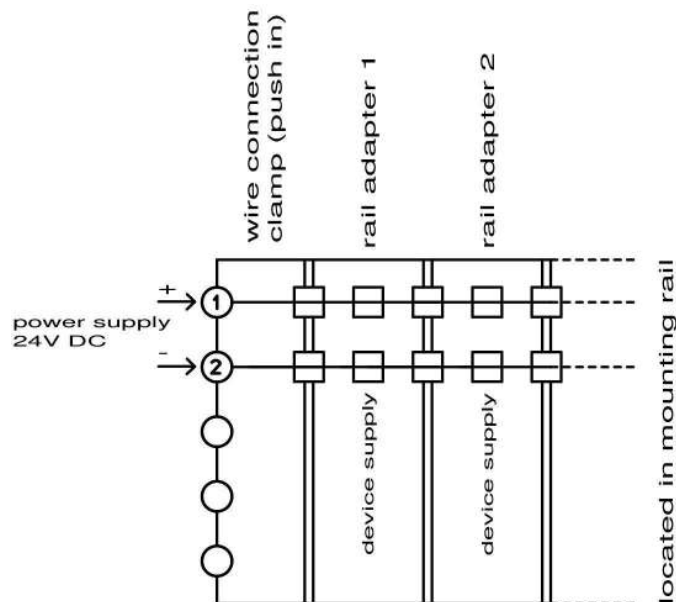 wire connection
clamp (push in)
rail adapter 1
rail adapter 2
+
1
power supply
24V DC
-
2
device supply
device supply
located in mounting rail